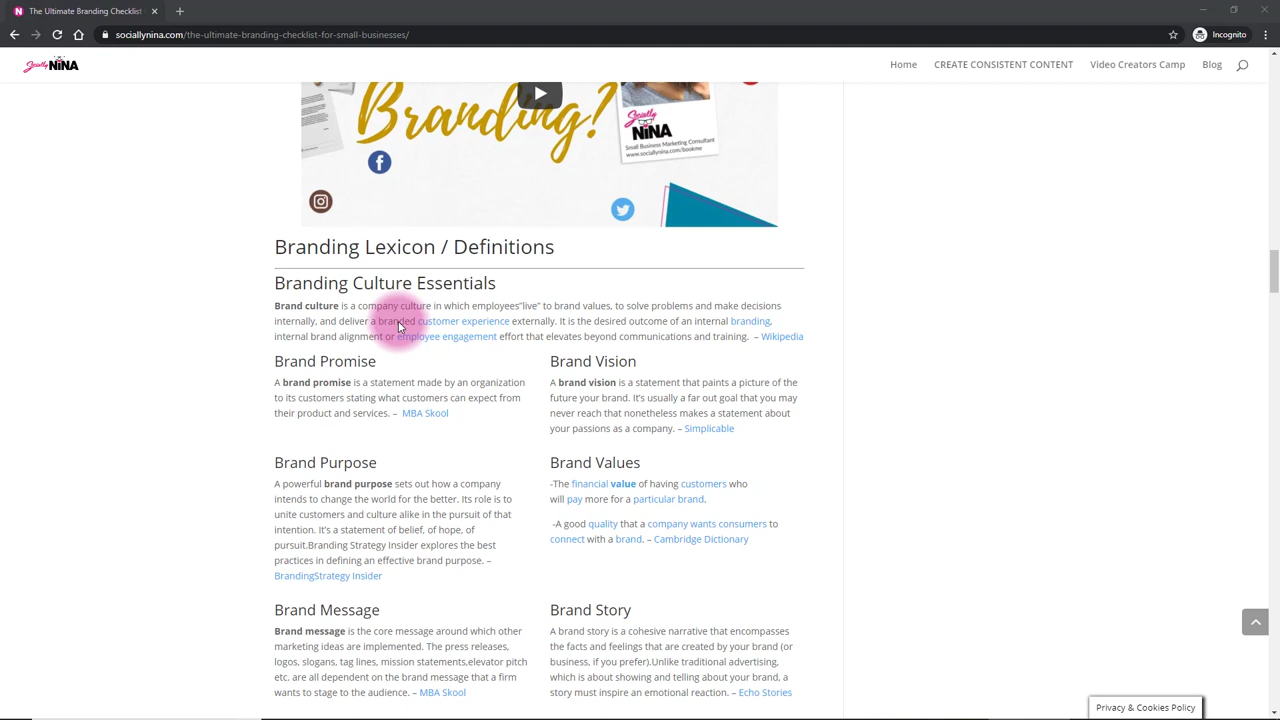 The Ultimate Branding Checklist
sociallynina.com/the-ultimate-branding-checklist-for-small-businesses/
Incognito
Socially NiNA
Home
CREATE CONSISTENT CONTENT
Video Creators Camp
Blog
Branding?
Socially
NiNA
Small Business Marketing Consultant
www.sociallynina.com/bookme
Branding Lexicon / Definitions
Branding Culture Essentials
Brand culture is a company culture in which employees"live" to brand values, to solve problems and make decisions
internally, and deliver a branded customer experience externally. It is the desired outcome of an internal branding,
internal brand alignment or employee engagement effort that elevates beyond communications and training. – Wikipedia
Brand Promise
A brand promise is a statement made by an organization
to its customers stating what customers can expect from
their product and services. – MBA Skool
Brand Vision
A brand vision is a statement that paints a picture of the
future your brand. It's usually a far out goal that you may
never reach that nonetheless makes a statement about
your passions as a company. – Simplicable
Brand Purpose
A powerful brand purpose sets out how a company
intends to change the world for the better. Its role is to
unite customers and culture alike in the pursuit of that
intention. It's a statement of belief, of hope, of
pursuit.Branding Strategy Insider explores the best
practices in defining an effective brand purpose. –
BrandingStrategy Insider
Brand Values
-The financial value of having customers who
will pay more for a particular brand.
-A good quality that a company wants consumers to
connect with a brand. – Cambridge Dictionary
Brand Message
Brand message is the core message around which other
marketing ideas are implemented. The press releases,
logos, slogans, tag lines, mission statements,elevator pitch
etc. are all dependent on the brand message that a firm
wants to stage to the audience. – MBA Skool
Brand Story
A brand story is a cohesive narrative that encompasses
the facts and feelings that are created by your brand (or
business, if you prefer).Unlike traditional advertising,
which is about showing and telling about your brand, a
story must inspire an emotional reaction. – Echo Stories
Privacy & Cookies Policy